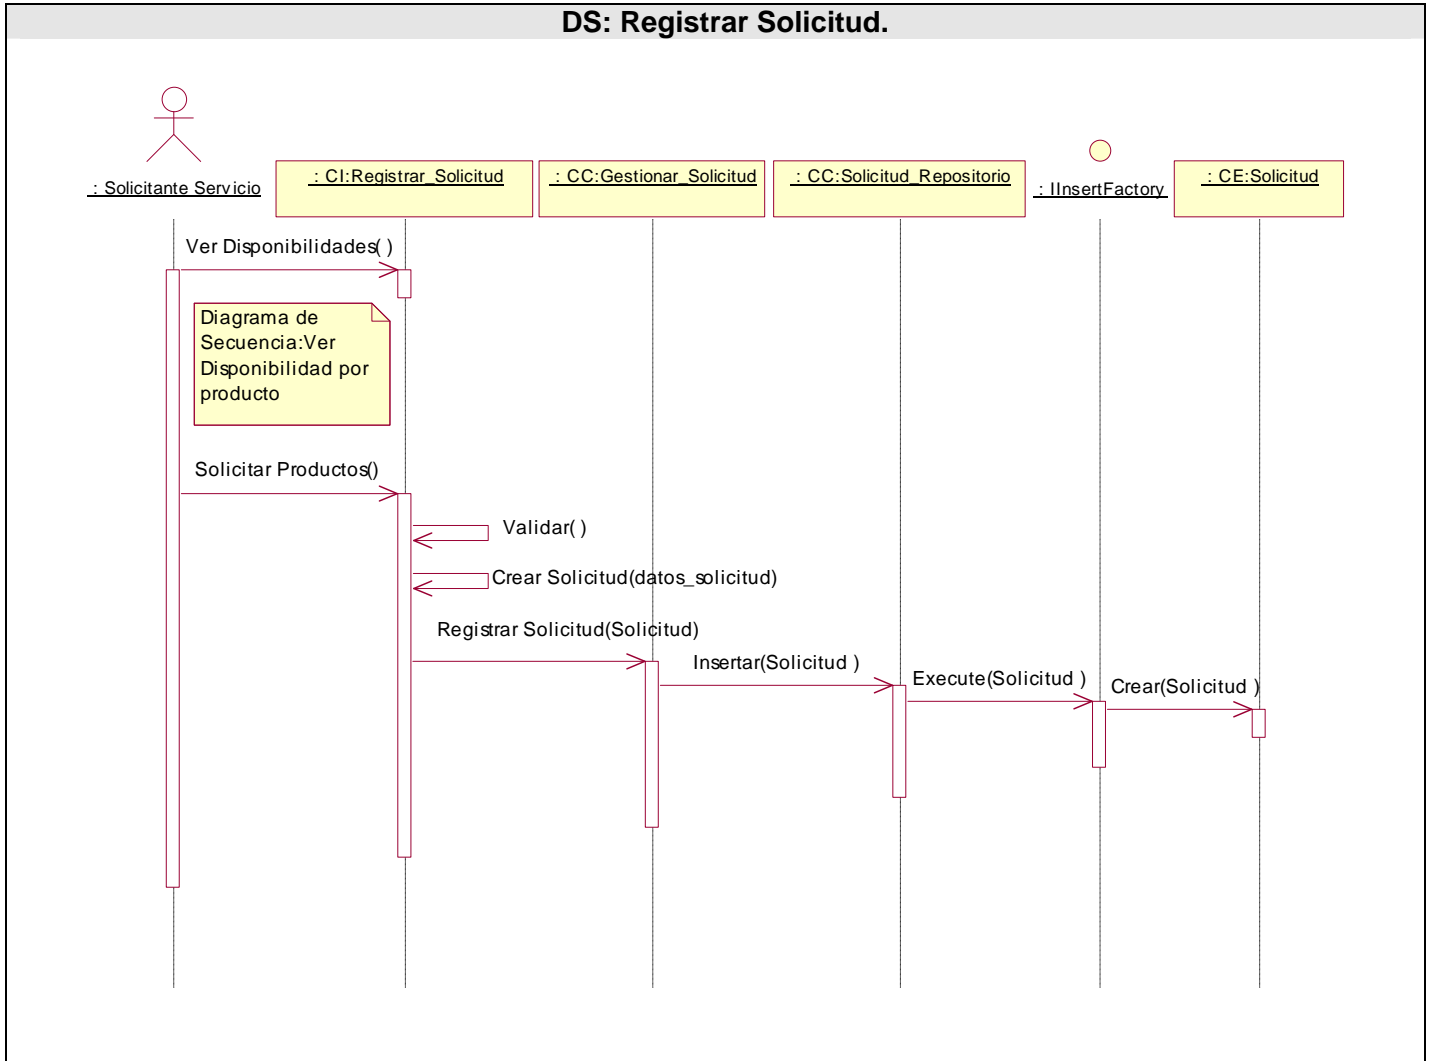 DS: Registrar Solicitud.
: Solicitante Servicio
: CI:Registrar_Solicitud
: CC:Gestionar_Solicitud
: CC:Solicitud_Repositorio
: IInsertFactory
: CE:Solicitud
Ver Disponibilidades( )
Diagrama de
Secuencia:Ver
Disponibilidad por
producto
Solicitar Productos()
Validar( )
Crear Solicitud(datos_solicitud)
Registrar Solicitud(Solicitud)
Insertar(Solicitud )
Execute(Solicitud )
Crear(Solicitud )